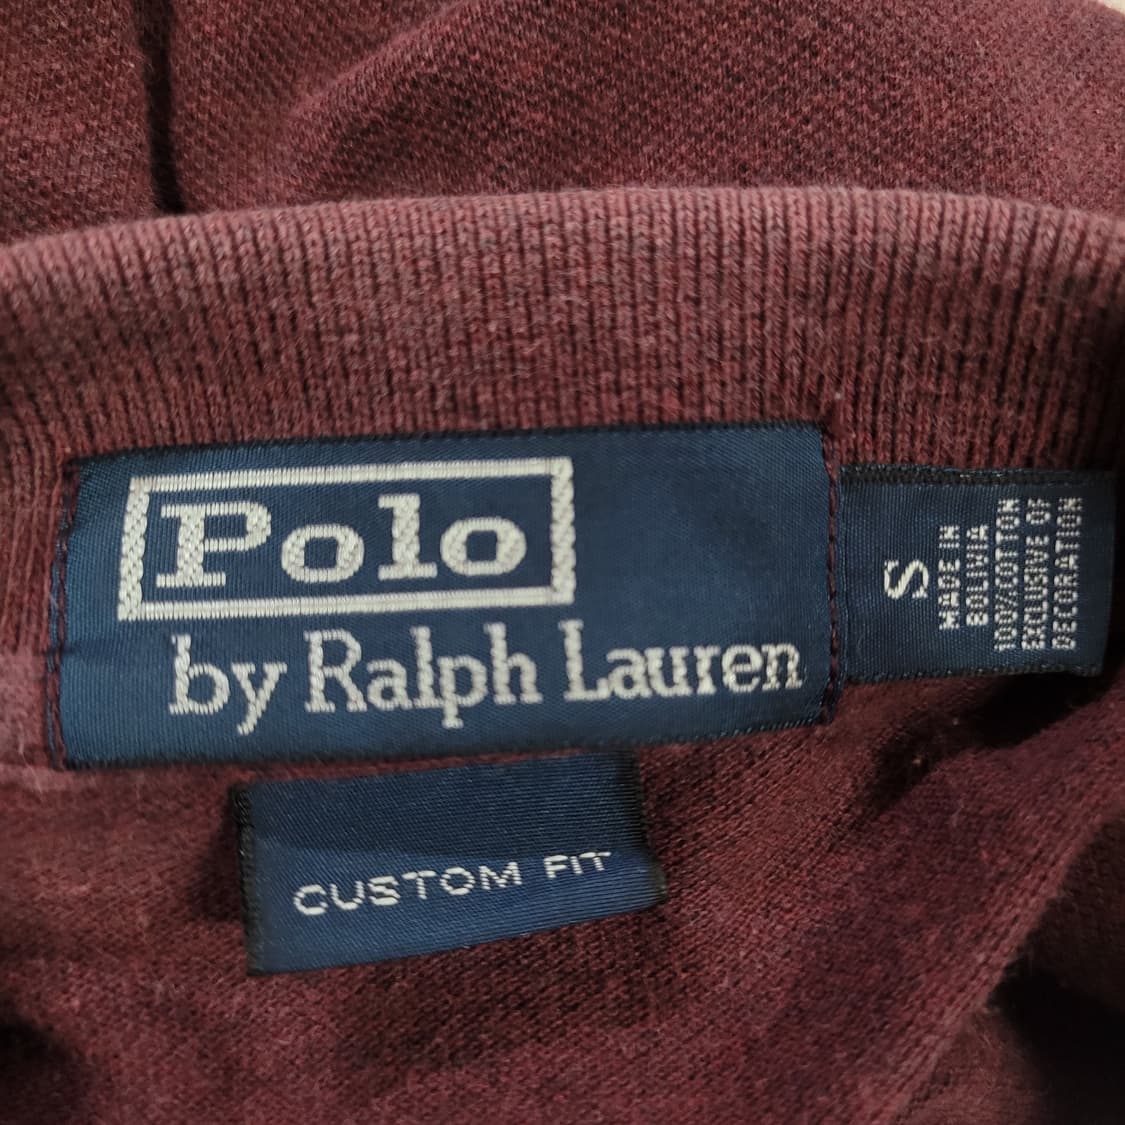 Polo
by Ralph Lauren
S
MADE IN
BOLIVIA
100%COTTON
EXCLUSIVE OF
DECORATION
CUSTOM FIT